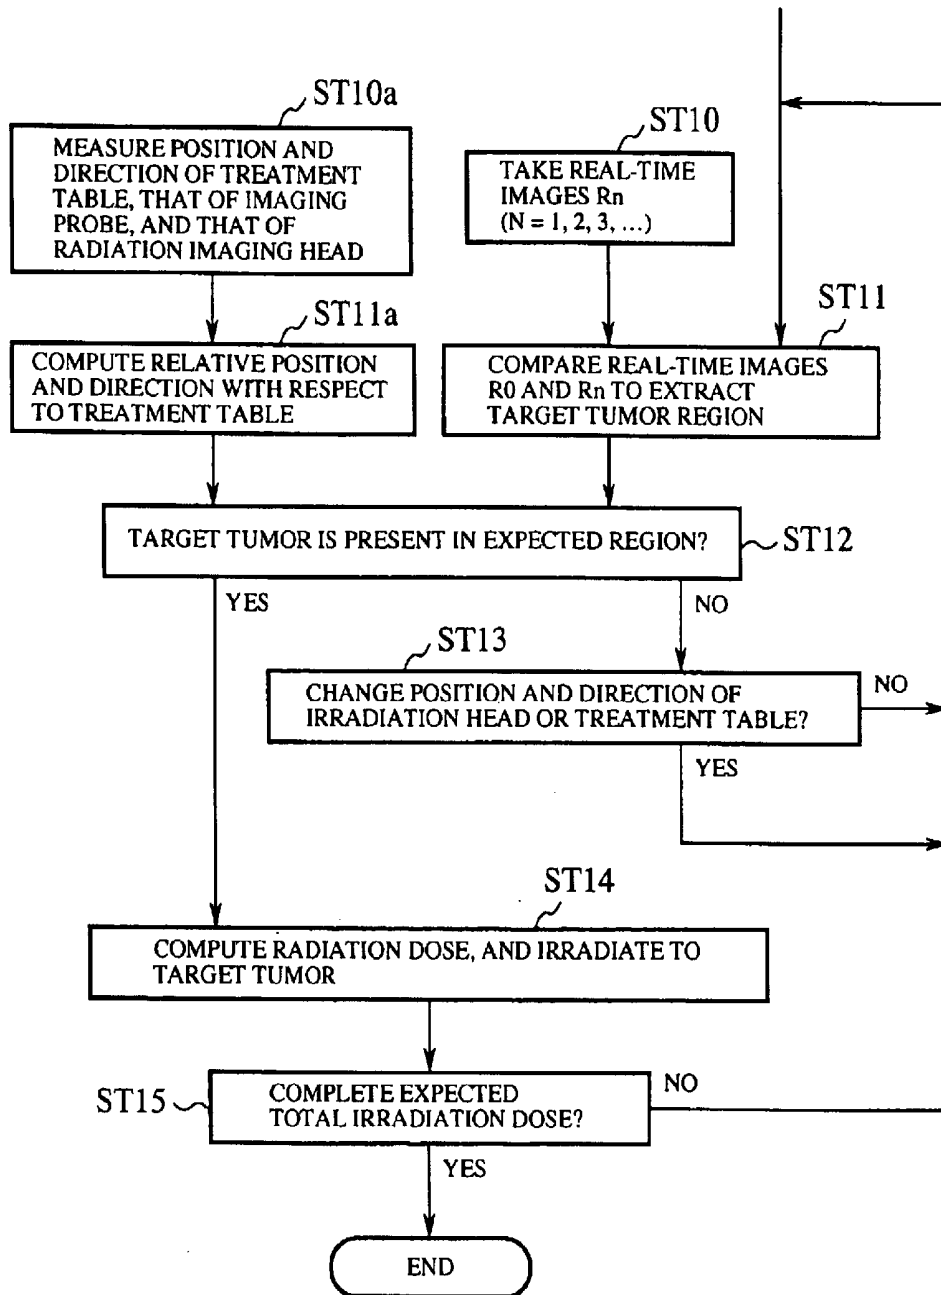 ST10a
MEASURE POSITION AND
DIRECTION OF TREATMENT
TABLE, THAT OF IMAGING
PROBE, AND THAT OF
RADIATION IMAGING HEAD
ST10
TAKE REAL-TIME
IMAGES Rn
(N = 1, 2, 3, ...)
ST11a
COMPUTE RELATIVE POSITION
AND DIRECTION WITH RESPECT
TO TREATMENT TABLE
ST11
COMPARE REAL-TIME IMAGES
R0 AND Rn TO EXTRACT
TARGET TUMOR REGION
TARGET TUMOR IS PRESENT IN EXPECTED REGION?
ST12
YES
NO
ST13
CHANGE POSITION AND DIRECTION OF
IRRADIATION HEAD OR TREATMENT TABLE?
NO
YES
ST14
COMPUTE RADIATION DOSE, AND IRRADIATE TO
TARGET TUMOR
ST15
COMPLETE EXPECTED
TOTAL IRRADIATION DOSE?
NO
YES
END